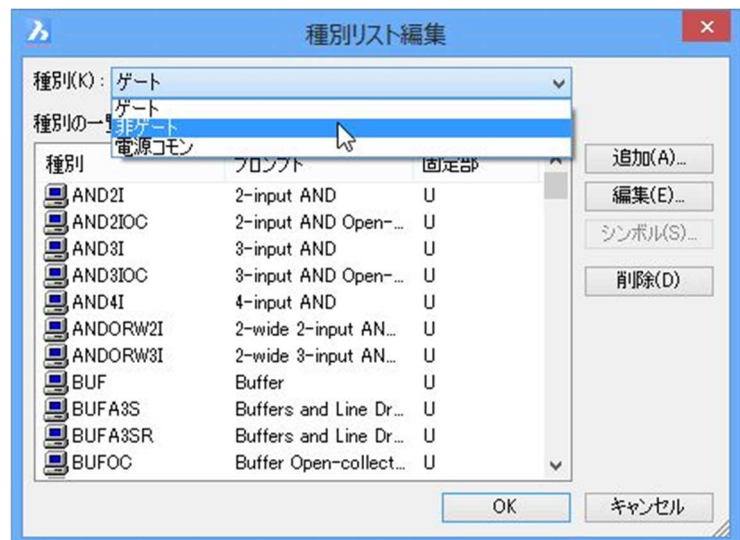 種別リスト編集
種別(K): ゲート
ゲート
種別の一
非ゲート
電源コモン
種別 プロンプト 固定部
追加(A)...
AND2I 2-input AND U
編集(E)...
AND2IOC 2-input AND Open-... U
シンボル(S)...
AND3I 3-input AND U
AND3IOC 3-input AND Open-... U
削除(D)
AND4I 4-input AND U
ANDORW2I 2-wide 2-input AN... U
ANDORW3I 2-wide 3-input AN... U
BUF Buffer U
BUFA3S Buffers and Line Dr... U
BUFA3SR Buffers and Line Dr... U
BUFOC Buffer Open-collect... U
OK キャンセル